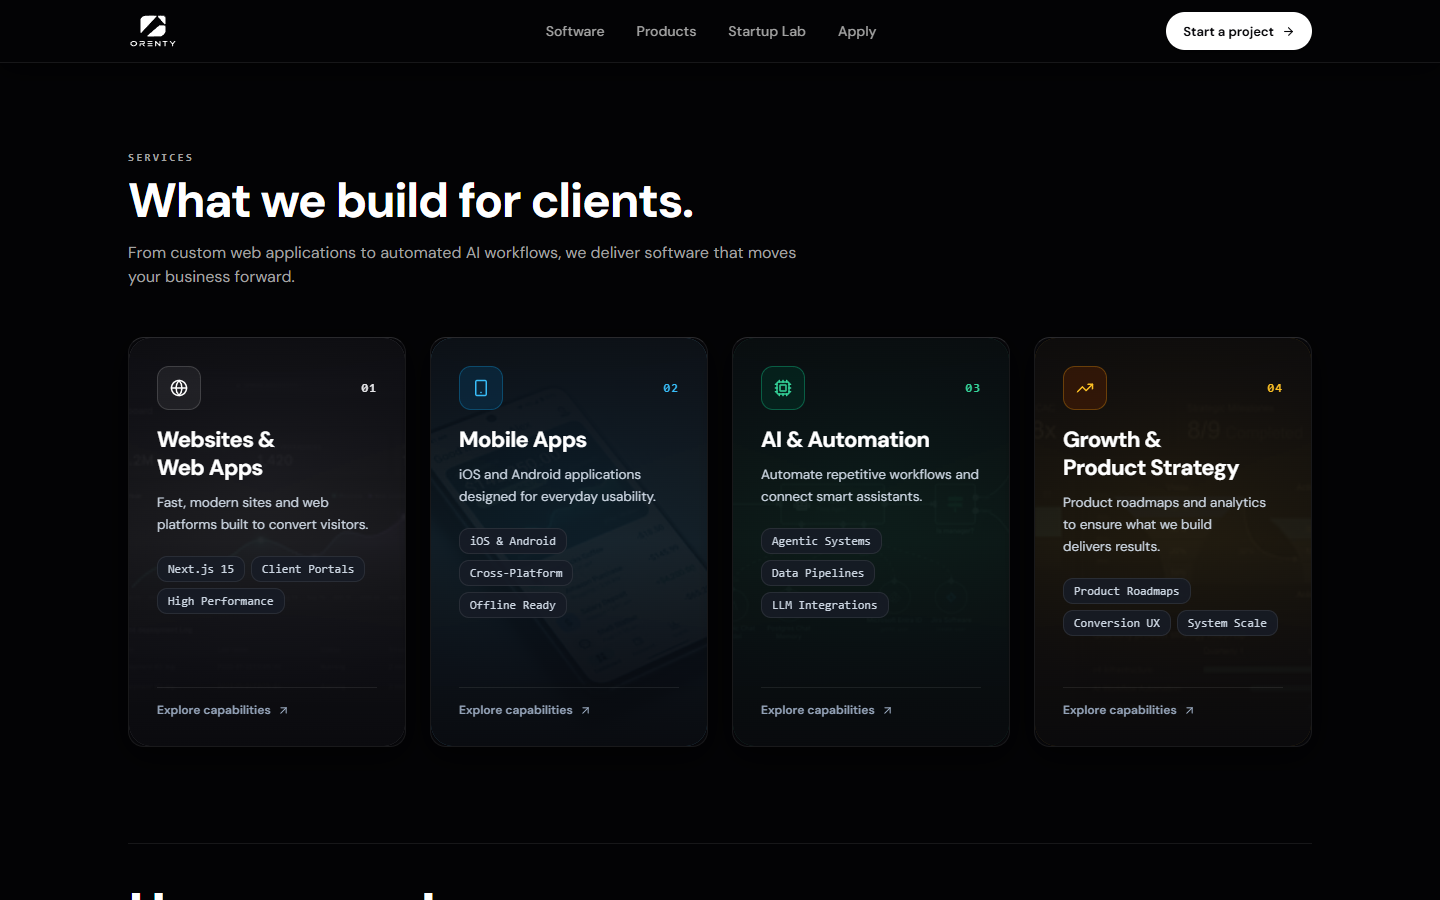 ORENTY
Software
Products
Startup Lab
Apply
Start a project →
SERVICES
What we build for clients.
From custom web applications to automated AI workflows, we deliver software that moves
your business forward.
01
Websites &
Web Apps
Fast, modern sites and web
platforms built to convert visitors.
Next.js 15
Client Portals
High Performance
Explore capabilities ↗
02
Mobile Apps
iOS and Android applications
designed for everyday usability.
iOS & Android
Cross-Platform
Offline Ready
Explore capabilities ↗
03
AI & Automation
Automate repetitive workflows and
connect smart assistants.
Agentic Systems
Data Pipelines
LLM Integrations
Explore capabilities ↗
04
8/9
Growth &
Product Strategy
Product roadmaps and analytics
to ensure what we build
delivers results.
Product Roadmaps
Conversion UX
System Scale
Explore capabilities ↗